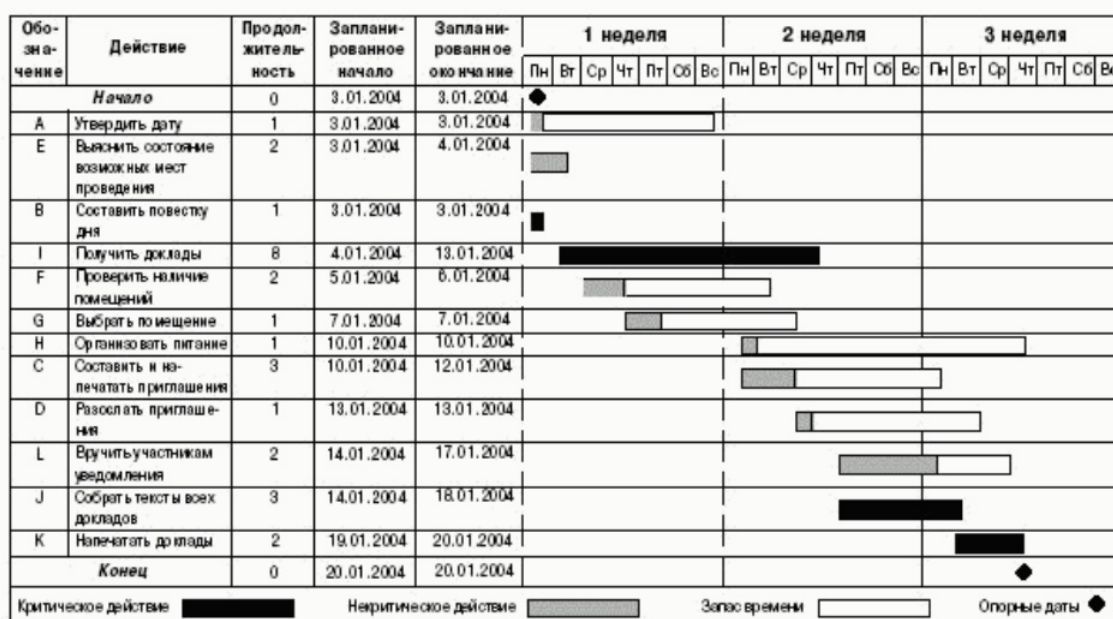 Обо-
зна-
чение
Действие
Продол-
житель-
ность
Заплани-
рованное
начало
Заплани-
рованное
окончание
1 неделя 2 неделя 3 неделя
Пн Вт Ср Чт Пт Сб Вс Пн Вт Ср Чт Пт Сб Вс Пн Вт Ср Чт Пт Сб Вс
Начало 0 3.01.2004 3.01.2004
А Утвердить дату 1 3.01.2004 3.01.2004
Е Выяснить состояние 2 3.01.2004 4.01.2004
возможных мест
проведения
В Составить повестку 1 3.01.2004 3.01.2004
дня
I Получить доклады 8 4.01.2004 13.01.2004
F Проверить наличие 2 5.01.2004 6.01.2004
помещений
G Выбрать помещение 1 7.01.2004 7.01.2004
Н Организовать питание 1 10.01.2004 10.01.2004
С Составить и на- 3 10.01.2004 12.01.2004
печатать приглашения
D Разослать приглаше- 1 13.01.2004 13.01.2004
ния
L Вручить участникам 2 14.01.2004 17.01.2004
уведомления
J Собрать тексты всех 3 14.01.2004 18.01.2004
докладов
К Напечатать доклады 2 19.01.2004 20.01.2004
Конец 0 20.01.2004 20.01.2004
Критическое действие Некритическое действие Запас времени Опорные даты